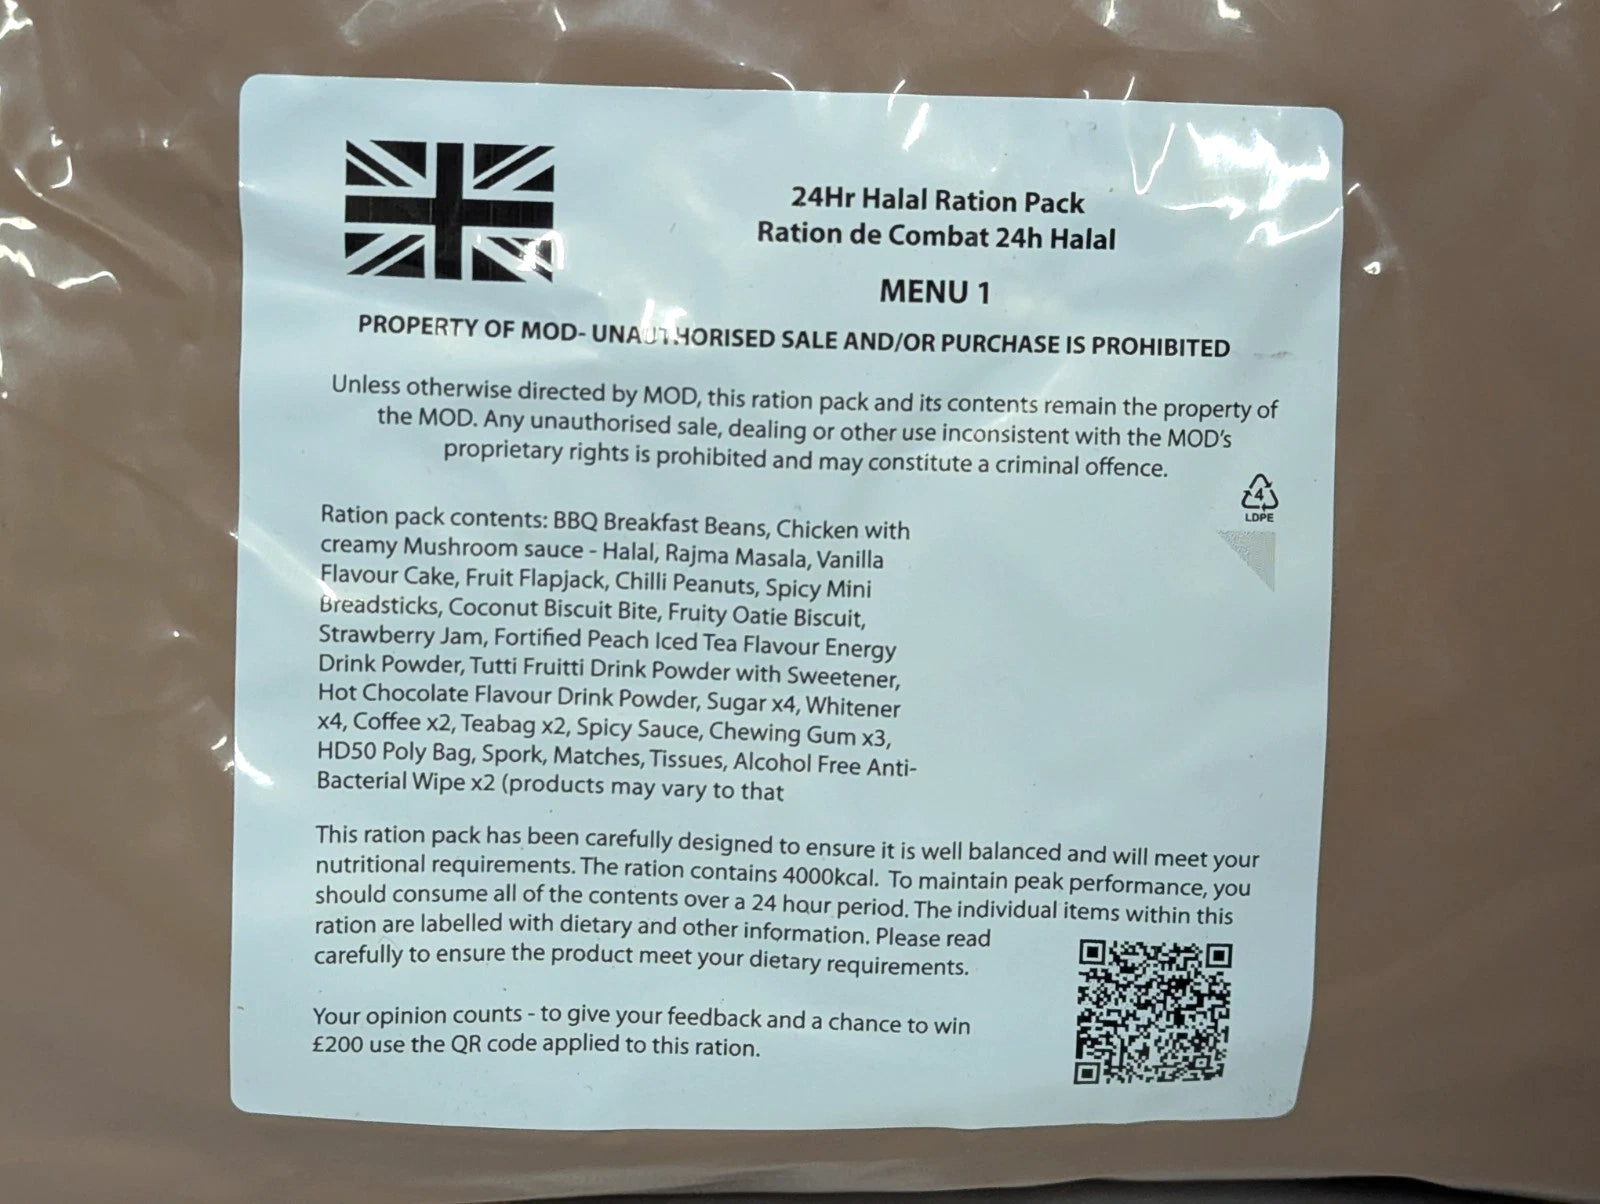 24Hr Halal Ration Pack
Ration de Combat 24h Halal
MENU 1
PROPERTY OF MOD- UNAUTHORISED SALE AND/OR PURCHASE IS PROHIBITED
Unless otherwise directed by MOD, this ration pack and its contents remain the property of
the MOD. Any unauthorised sale, dealing or other use inconsistent with the MOD's
proprietary rights is prohibited and may constitute a criminal offence.
4
LDPE
Ration pack contents: BBQ Breakfast Beans, Chicken with
creamy Mushroom sauce - Halal, Rajma Masala, Vanilla
Flavour Cake, Fruit Flapjack, Chilli Peanuts, Spicy Mini
Breadsticks, Coconut Biscuit Bite, Fruity Oatie Biscuit,
Strawberry Jam, Fortified Peach Iced Tea Flavour Energy
Drink Powder, Tutti Fruitti Drink Powder with Sweetener,
Hot Chocolate Flavour Drink Powder, Sugar x4, Whitener
x4, Coffee x2, Teabag x2, Spicy Sauce, Chewing Gum x3,
HD50 Poly Bag, Spork, Matches, Tissues, Alcohol Free Anti-
Bacterial Wipe x2 (products may vary to that
This ration pack has been carefully designed to ensure it is well balanced and will meet your
nutritional requirements. The ration contains 4000kcal. To maintain peak performance, you
should consume all of the contents over a 24 hour period. The individual items within this
ration are labelled with dietary and other information. Please read
carefully to ensure the product meet your dietary requirements.
Your opinion counts - to give your feedback and a chance to win
£200 use the QR code applied to this ration.